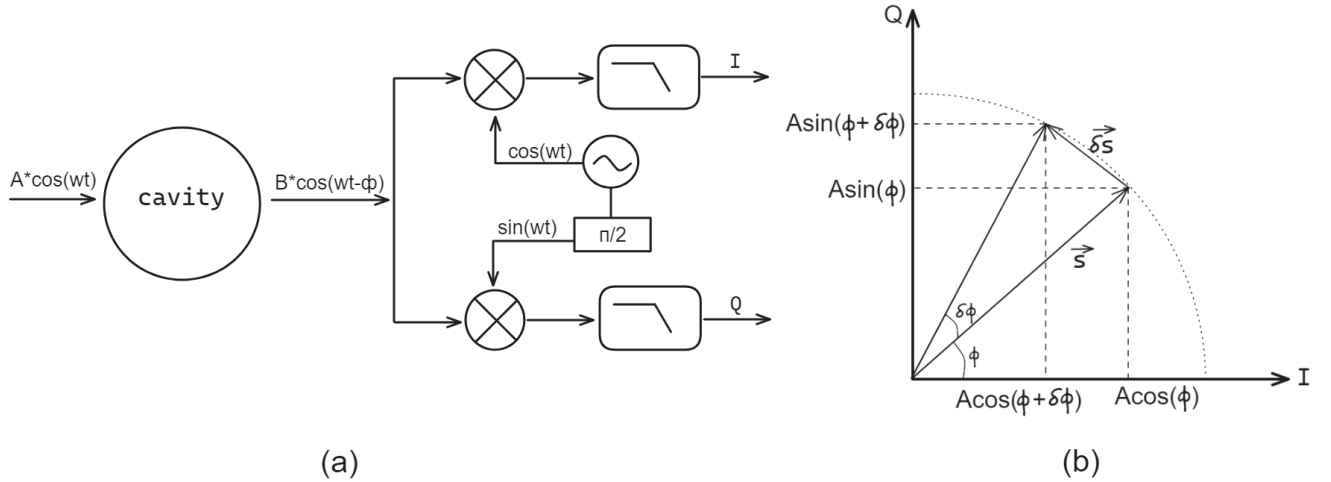 A*cos(wt)
cavity
B*cos(wt-ф)
I
cos(wt)
sin(wt)
п/2
Q
(a)
Q
Asin(ϕ+δϕ)
Asin(ϕ)
δs
s
δϕ
ϕ
I
Acos(ϕ+δϕ)
Acos(ϕ)
(b)